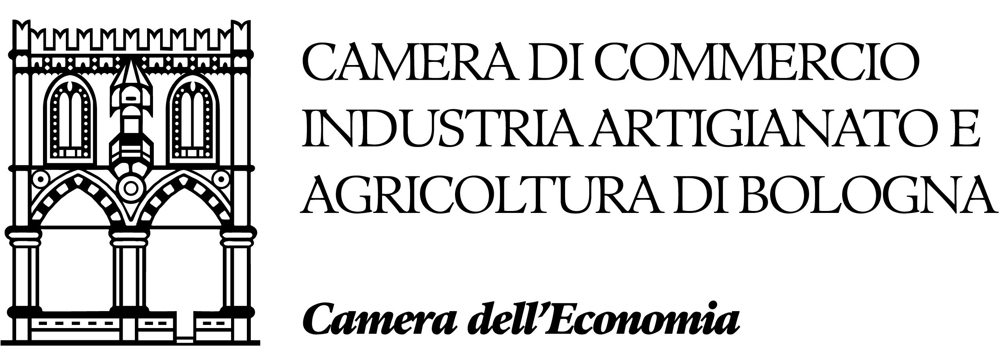 CAMERA DI COMMERCIO
INDUSTRIA ARTIGIANATO E
AGRICOLTURA DI BOLOGNA
Camera dell'Economia